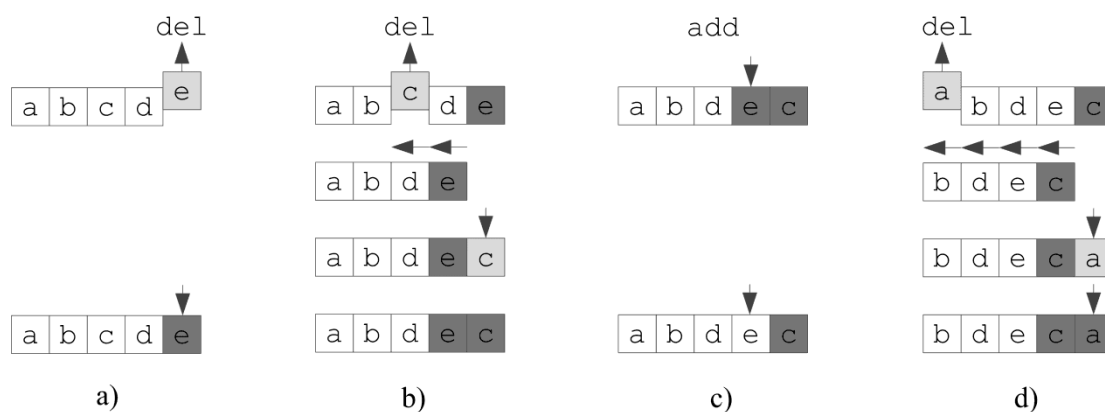 del
a b c d e
a b c d e
a)
del
a b c d e
a b d e
a b d e c
a b d e c
b)
add
a b d e c
a b d e c
c)
del
a b d e c
b d e c
b d e c a
b d e c a
d)